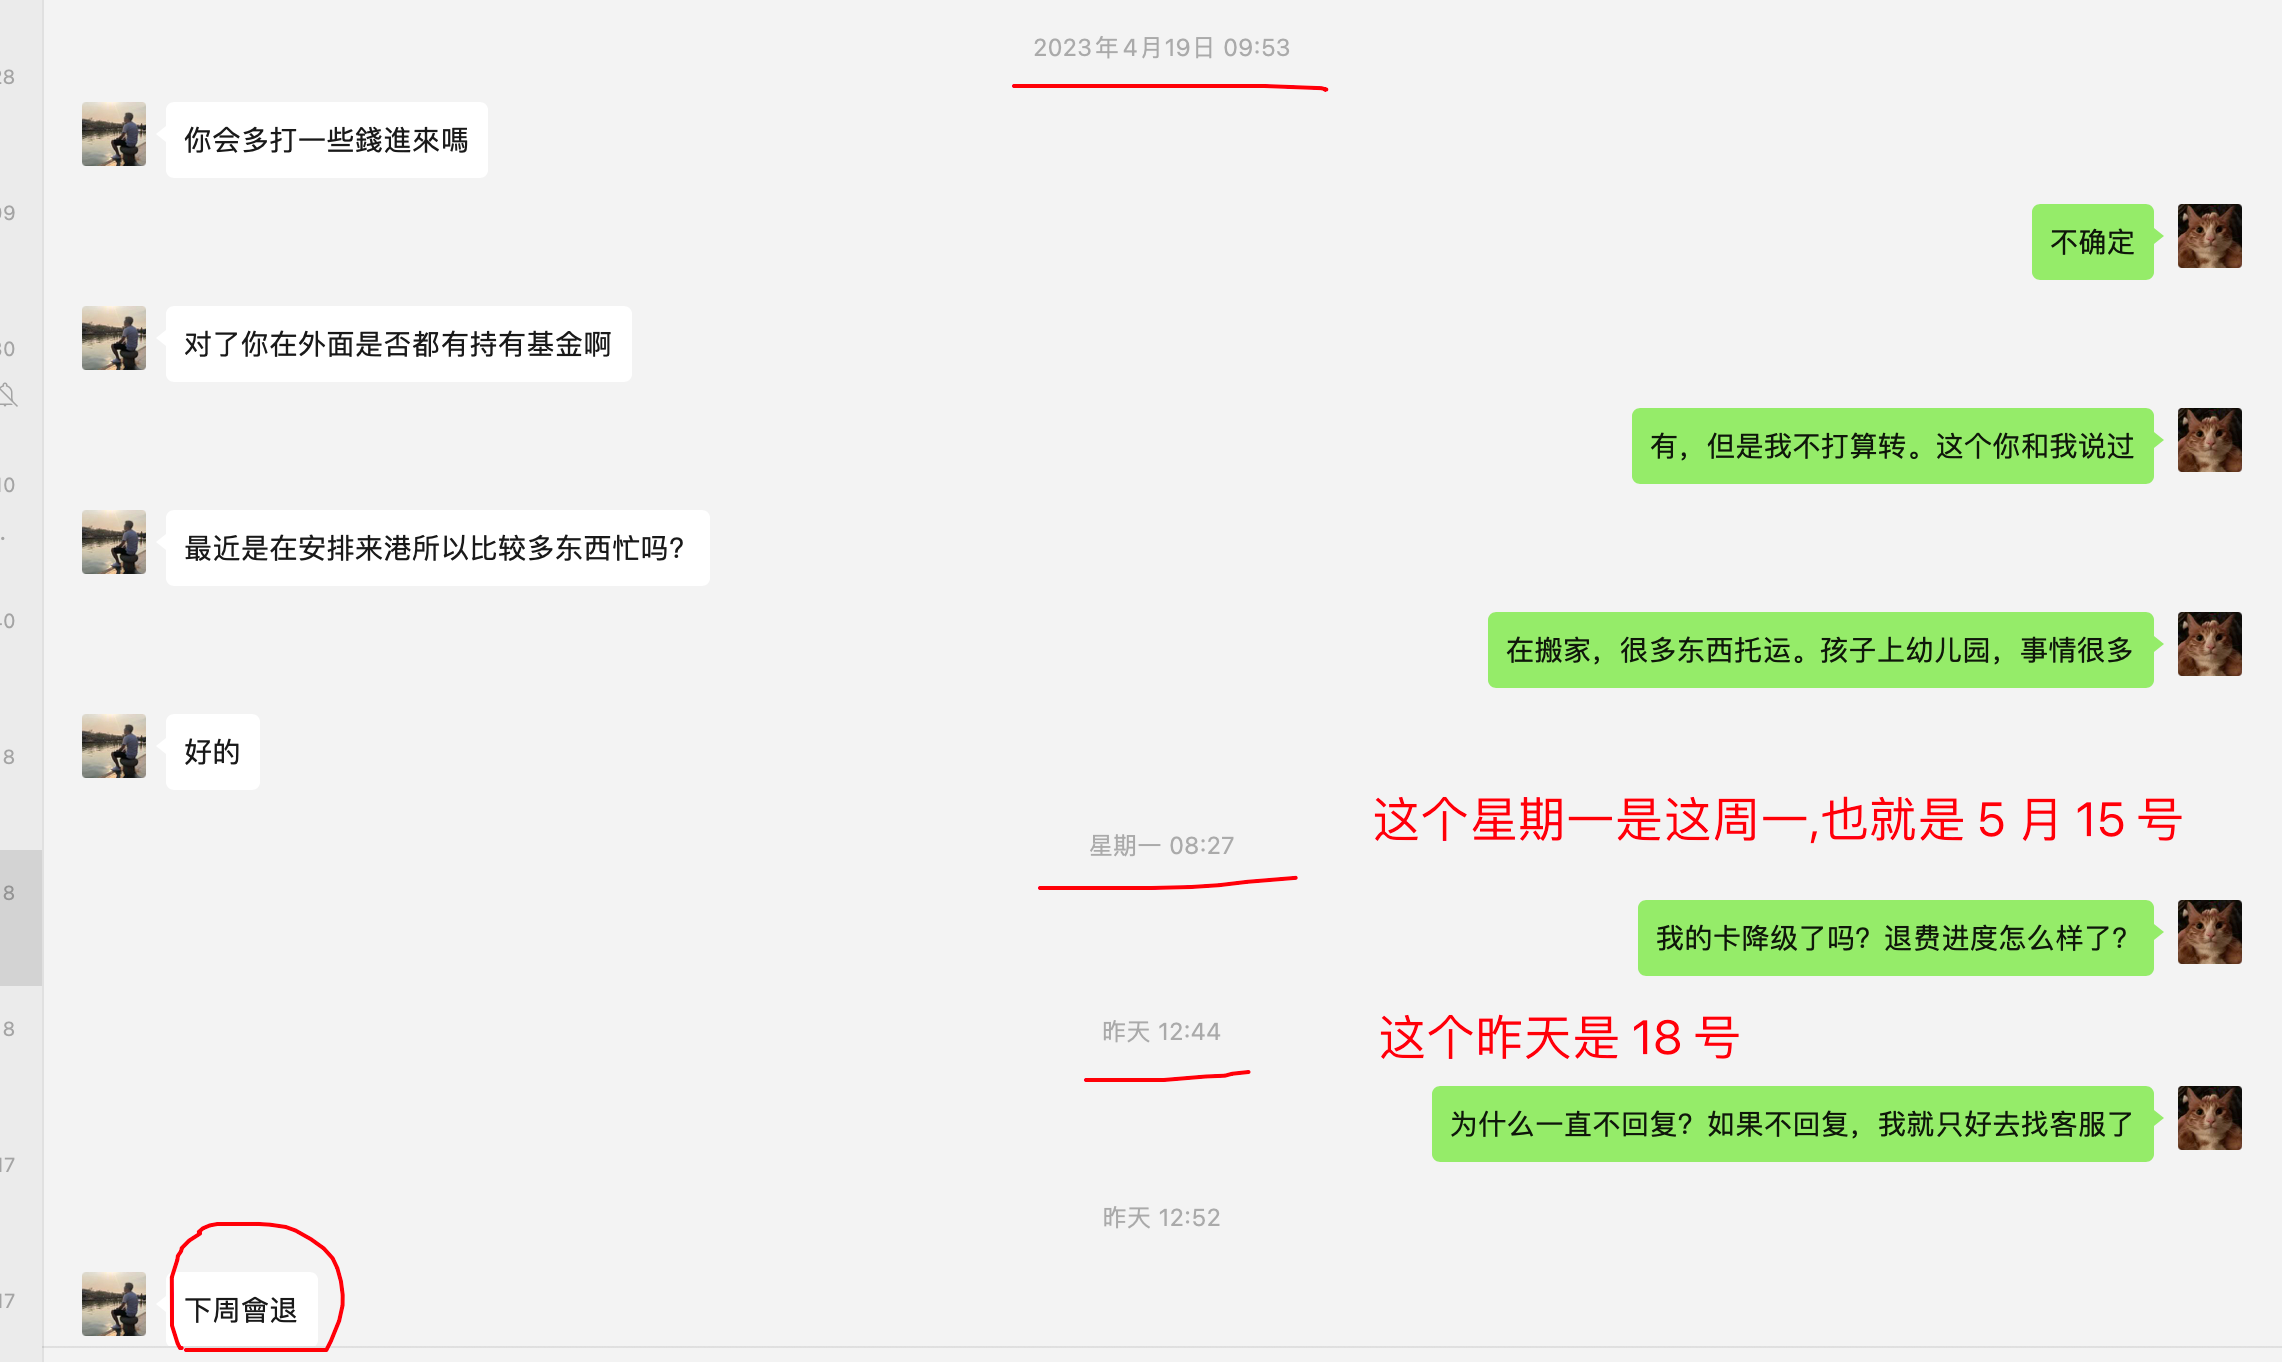 2023年4月19日 09:53
你会多打一些錢進來嗎
不确定
对了你在外面是否都有持有基金啊
有，但是我不打算转。这个你和我说过
最近是在安排来港所以比较多东西忙吗？
在搬家，很多东西托运。孩子上幼儿园，事情很多
好的
这个星期一是这周一,也就是 5 月 15 号
星期一 08:27
我的卡降级了吗？退费进度怎么样了？
昨天 12:44
这个昨天是 18 号
为什么一直不回复？如果不回复，我就只好去找客服了
昨天 12:52
下周會退